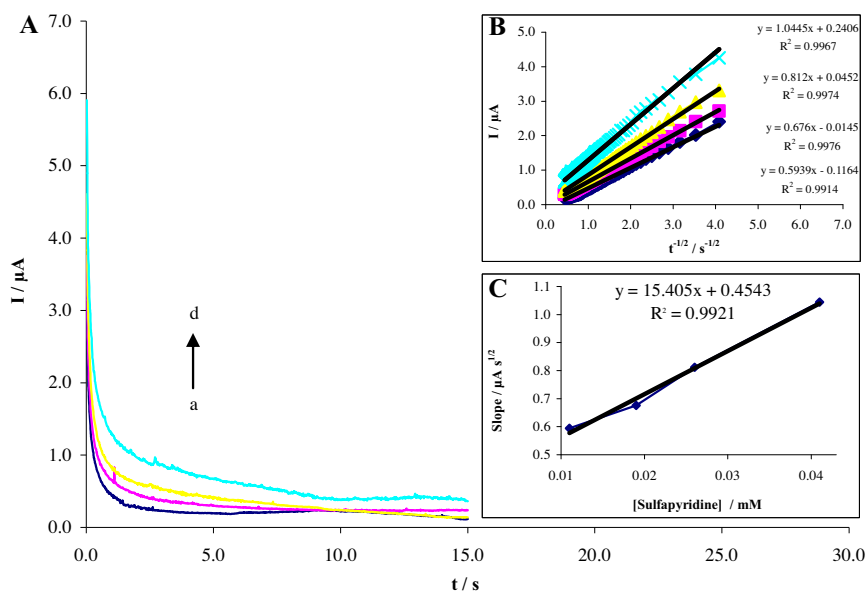 A
7.0
6.0
5.0
4.0
3.0
2.0
1.0
0.0
I / µA
0.0 5.0 10.0 15.0 20.0 25.0 30.0
t / s
d
a
B
5.0
4.0
3.0
2.0
1.0
0.0
I / µA
0.0 1.0 2.0 3.0 4.0 5.0 6.0 7.0
t⁻¹/² / s⁻¹/²
y = 1.0445x + 0.2406
R² = 0.9967
y = 0.812x + 0.0452
R² = 0.9974
y = 0.676x - 0.0145
R² = 0.9976
y = 0.5939x - 0.1164
R² = 0.9914
C
y = 15.405x + 0.4543
R² = 0.9921
1.1
1.0
0.9
0.8
0.7
0.6
0.5
Slope / µA s¹/²
0.01 0.02 0.03 0.04
[Sulfapyridine] / mM